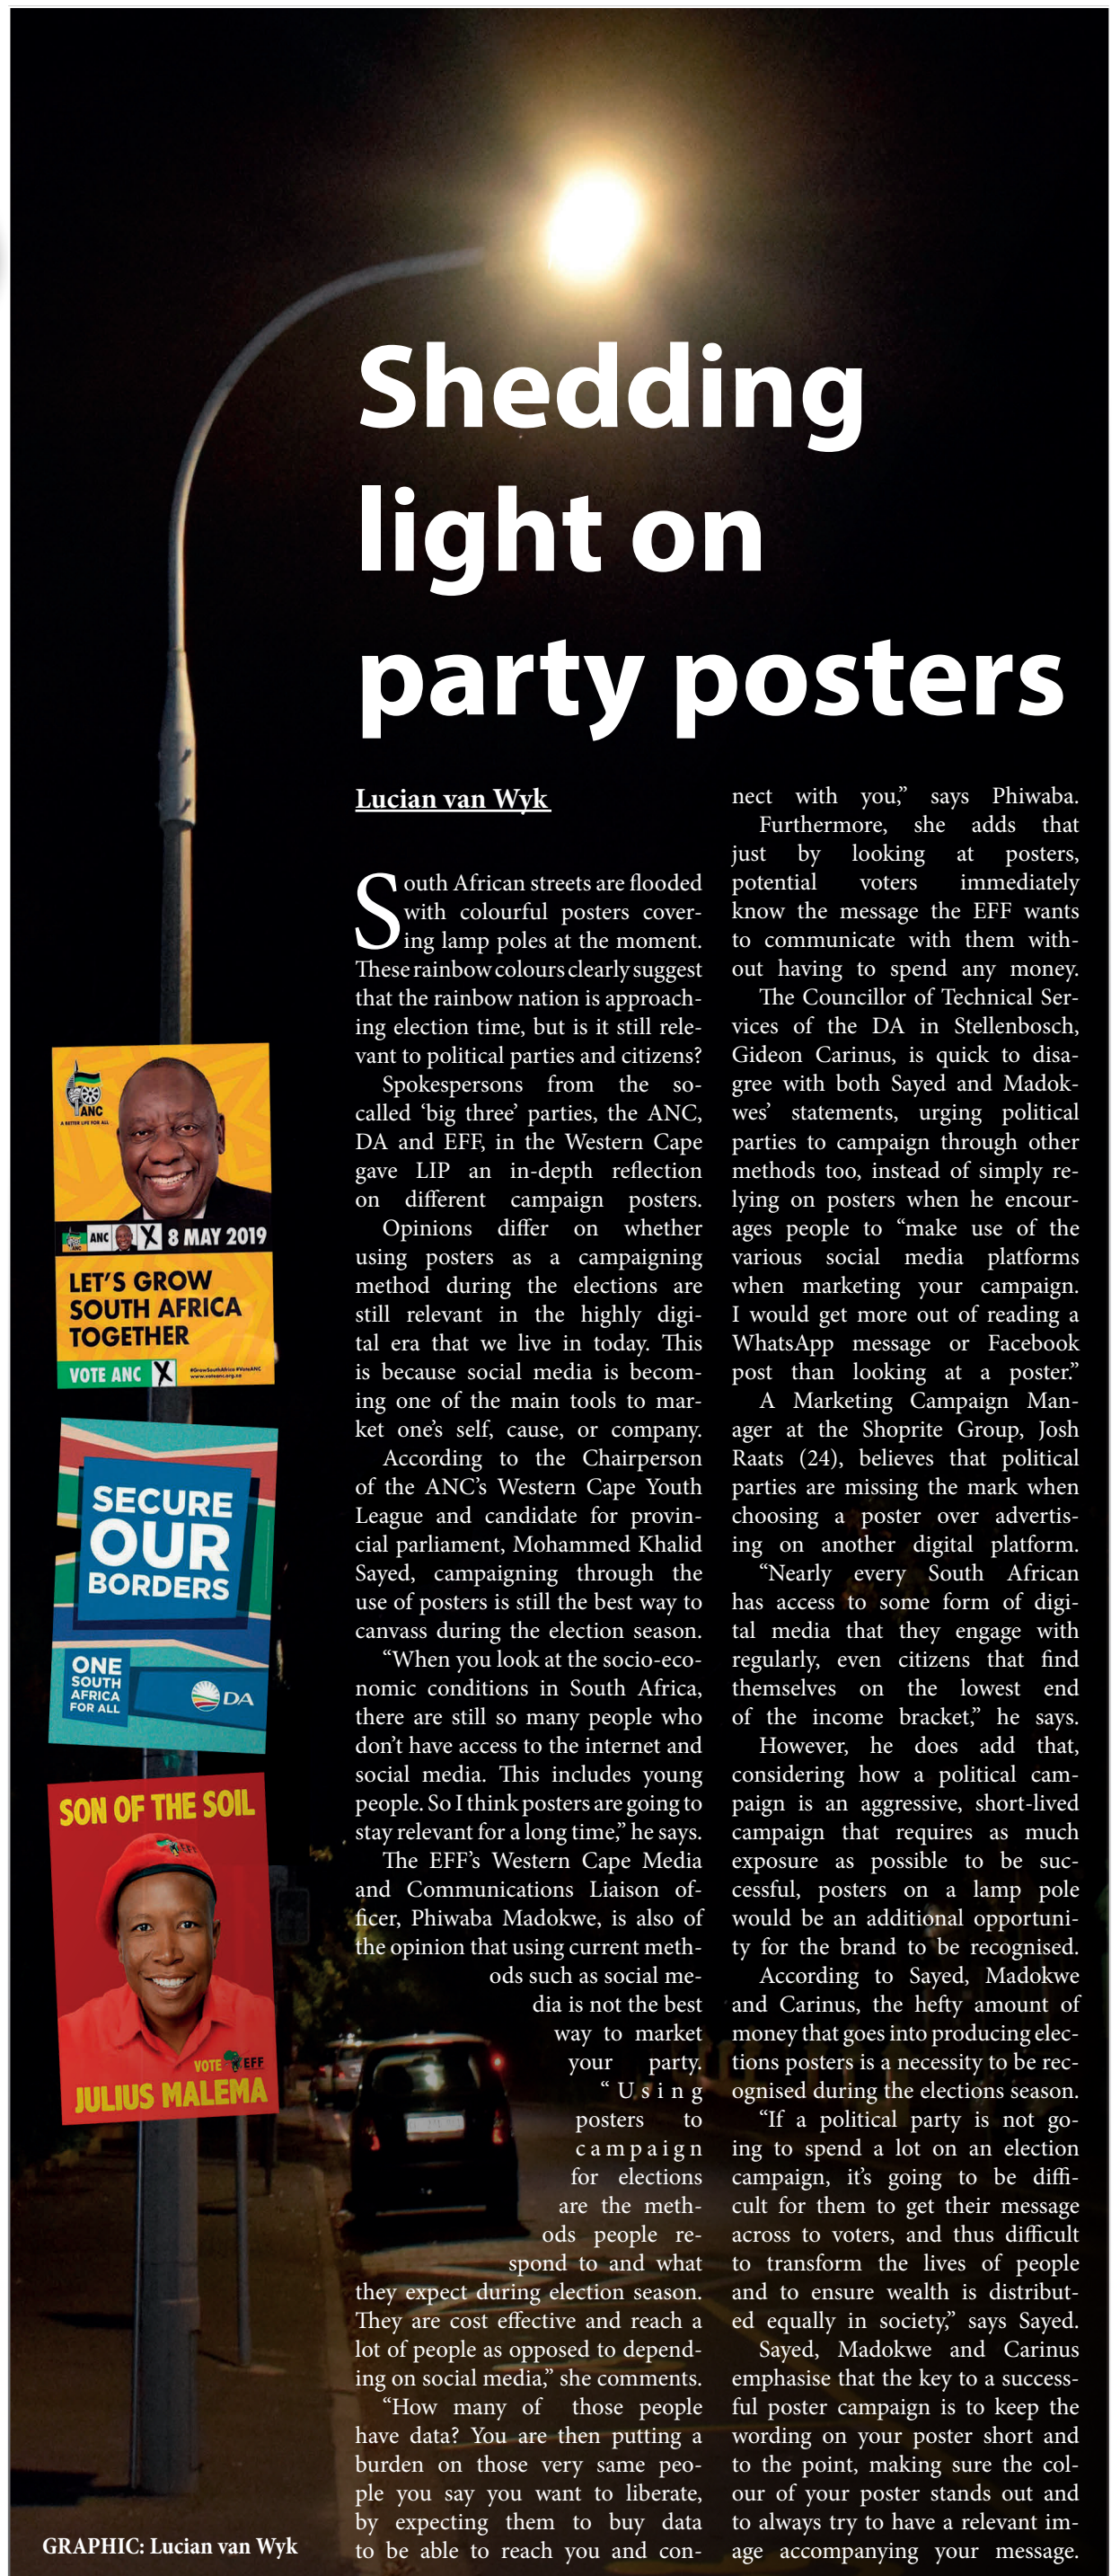 Shedding
light on
party posters
Lucian van Wyk
South African streets are flooded
with colourful posters cover-
ing lamp poles at the moment.
These rainbow colours clearly suggest
that the rainbow nation is approach-
ing election time, but is it still rele-
vant to political parties and citizens?
Spokespersons from the so-
called ‘big three’ parties, the ANC,
DA and EFF, in the Western Cape
gave LIP an in-depth reflection
on different campaign posters.
Opinions differ on whether
using posters as a campaigning
method during the elections are
still relevant in the highly digi-
tal era that we live in today. This
is because social media is becom-
ing one of the main tools to mar-
ket one’s self, cause, or company.
According to the Chairperson
of the ANC’s Western Cape Youth
League and candidate for provin-
cial parliament, Mohammed Khalid
Sayed, campaigning through the
use of posters is still the best way to
canvass during the election season.
“When you look at the socio-eco-
nomic conditions in South Africa,
there are still so many people who
don’t have access to the internet and
social media. This includes young
people. So I think posters are going to
stay relevant for a long time,” he says.
The EFF’s Western Cape Media
and Communications Liaison of-
ficer, Phiwaba Madokwe, is also of
the opinion that using current meth-
ods such as social me-
dia is not the best
way to market
your party.
“Using
posters to
campaign
for elections
are the meth-
ods people re-
spond to and what
they expect during election season.
They are cost effective and reach a
lot of people as opposed to depend-
ing on social media,” she comments.
“How many of those people
have data? You are then putting a
burden on those very same peo-
ple you say you want to liberate,
by expecting them to buy data
to be able to reach you and con-
nect with you,” says Phiwaba.
Furthermore, she adds that
just by looking at posters,
potential voters immediately
know the message the EFF wants
to communicate with them with-
out having to spend any money.
The Councillor of Technical Ser-
vices of the DA in Stellenbosch,
Gideon Carinus, is quick to disa-
gree with both Sayed and Madok-
wes’ statements, urging political
parties to campaign through other
methods too, instead of simply re-
lying on posters when he encour-
ages people to “make use of the
various social media platforms
when marketing your campaign.
I would get more out of reading a
WhatsApp message or Facebook
post than looking at a poster.”
A Marketing Campaign Man-
ager at the Shoprite Group, Josh
Raats (24), believes that political
parties are missing the mark when
choosing a poster over advertis-
ing on another digital platform.
“Nearly every South African
has access to some form of digi-
tal media that they engage with
regularly, even citizens that find
themselves on the lowest end
of the income bracket,” he says.
However, he does add that,
considering how a political cam-
paign is an aggressive, short-lived
campaign that requires as much
exposure as possible to be suc-
cessful, posters on a lamp pole
would be an additional opportuni-
ty for the brand to be recognised.
According to Sayed, Madokwe
and Carinus, the hefty amount of
money that goes into producing elec-
tions posters is a necessity to be rec-
ognised during the elections season.
“If a political party is not go-
ing to spend a lot on an election
campaign, it’s going to be diffi-
cult for them to get their message
across to voters, and thus difficult
to transform the lives of people
and to ensure wealth is distribut-
ed equally in society,” says Sayed.
Sayed, Madokwe and Carinus
emphasise that the key to a success-
ful poster campaign is to keep the
wording on your poster short and
to the point, making sure the col-
our of your poster stands out and
to always try to have a relevant im-
age accompanying your message.
ANC
A BETTER LIFE FOR ALL
ANC X 8 MAY 2019
LET'S GROW
SOUTH AFRICA
TOGETHER
VOTE ANC X
#GrowSouthAfrica #VoteANC
www.voteanc.org.za
SECURE
OUR
BORDERS
ONE
SOUTH
AFRICA
FOR ALL
DA
SON OF THE SOIL
VOTE EFF
JULIUS MALEMA
GRAPHIC: Lucian van Wyk